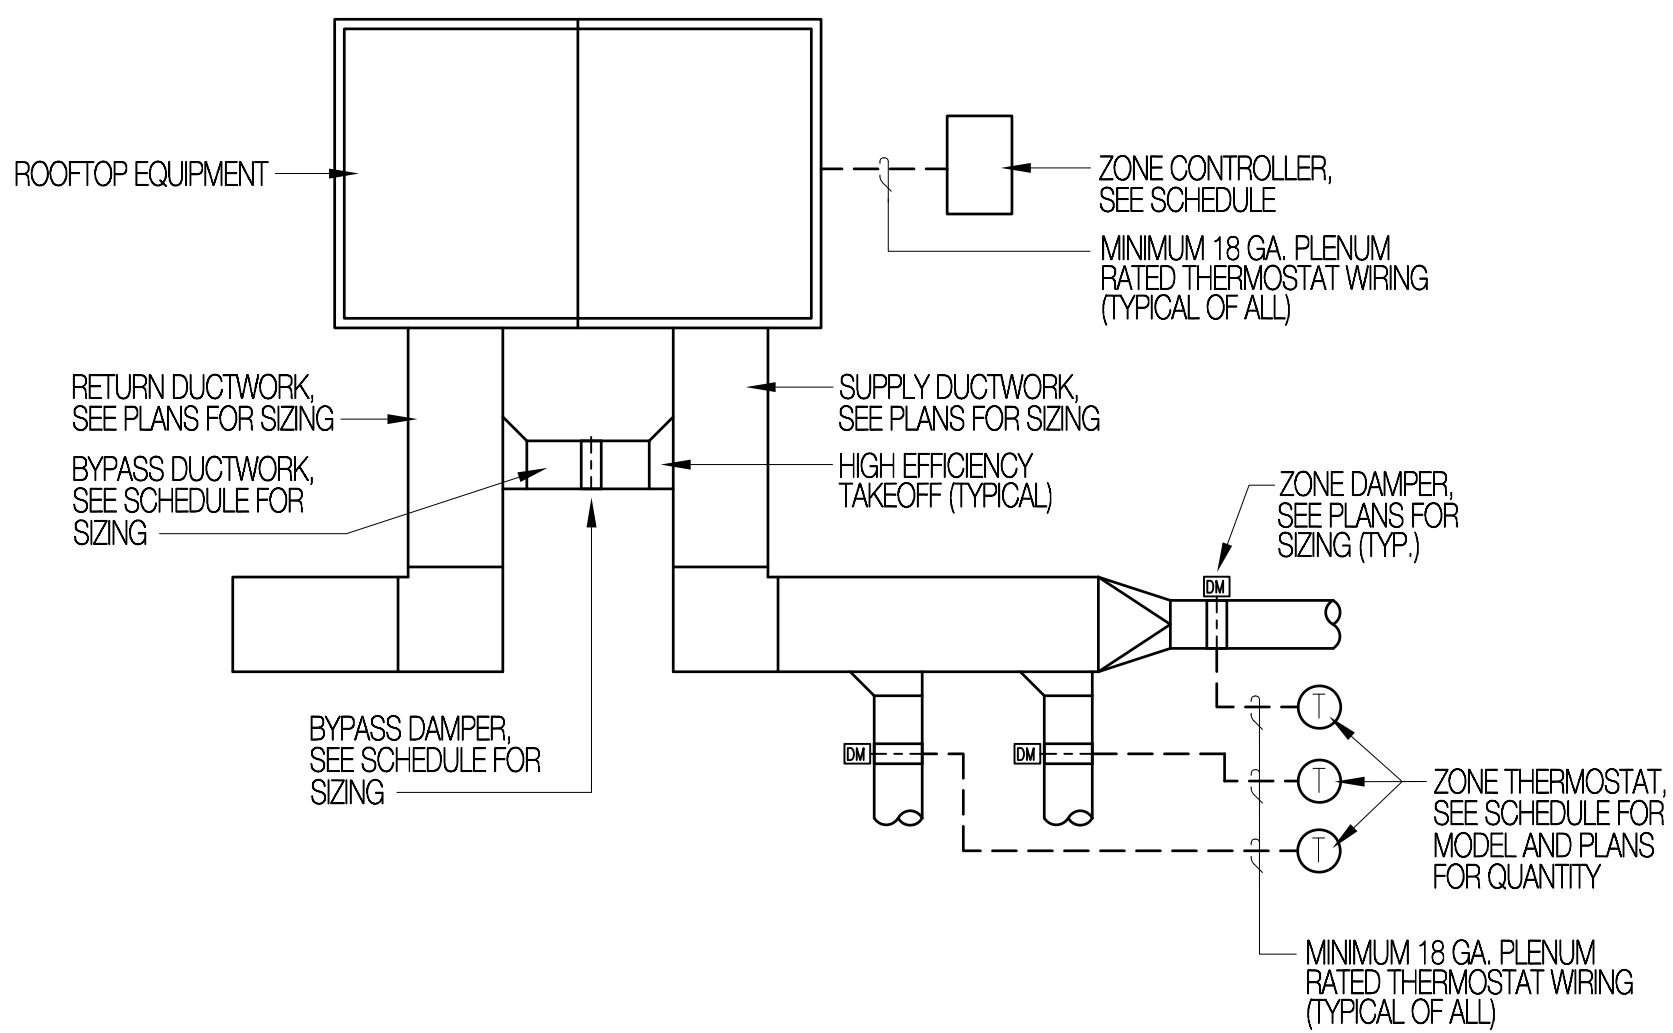 ROOFTOP EQUIPMENT
ZONE CONTROLLER,
SEE SCHEDULE
MINIMUM 18 GA. PLENUM
RATED THERMOSTAT WIRING
(TYPICAL OF ALL)
RETURN DUCTWORK,
SEE PLANS FOR SIZING
SUPPLY DUCTWORK,
SEE PLANS FOR SIZING
BYPASS DUCTWORK,
SEE SCHEDULE FOR
SIZING
HIGH EFFICIENCY
TAKEOFF (TYPICAL)
ZONE DAMPER,
SEE PLANS FOR
SIZING (TYP.)
DM
BYPASS DAMPER,
SEE SCHEDULE FOR
SIZING
DM
DM
T
T
T
ZONE THERMOSTAT,
SEE SCHEDULE FOR
MODEL AND PLANS
FOR QUANTITY
MINIMUM 18 GA. PLENUM
RATED THERMOSTAT WIRING
(TYPICAL OF ALL)